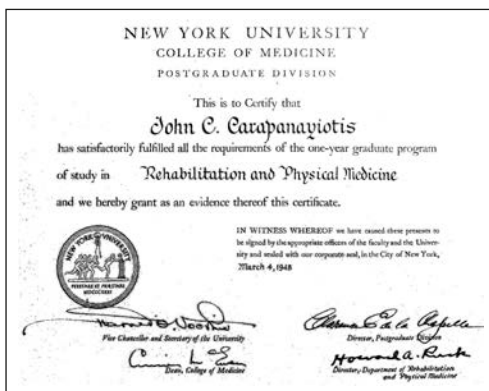 NEW YORK UNIVERSITY
COLLEGE OF MEDICINE
POSTGRADUATE DIVISION
This is to Certify that
John C. Carapanayiotis
has satisfactorily fulfilled all the requirements of the one-year graduate program
of study in Rehabilitation and Physical Medicine
and we hereby grant as an evidence thereof this certificate.
IN WITNESS WHEREOF we have caused these presents to
be signed by the appropriate officers of the faculty and the Univer-
sity and sealed with our corporate seal, in the City of New York,
March 4, 1948
NEW YORK UNIVERSITY
Vice Chancellor and Secretary of the University
Director, Postgraduate Division
Dean, College of Medicine
Howard A. Rusk
Director, Department of Rehabilitation
and Physical Medicine